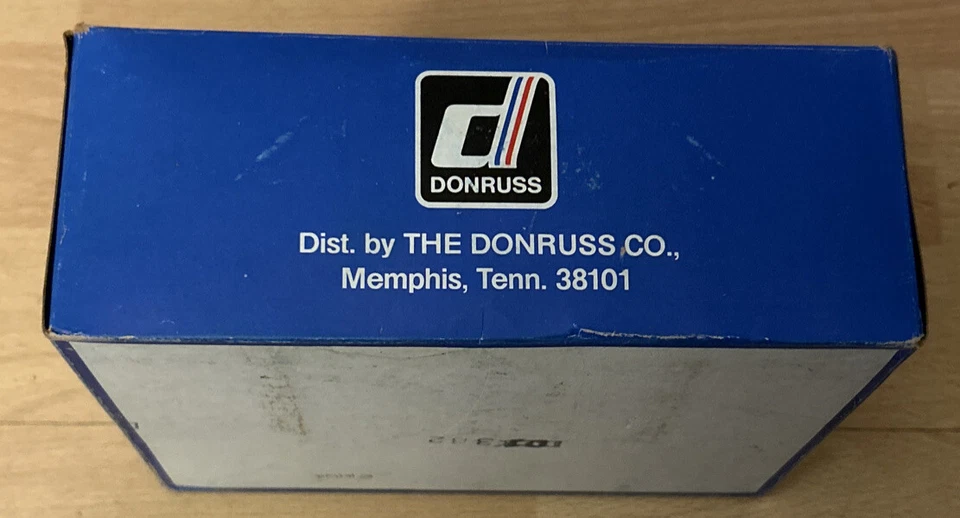 d
DONRUSS
Dist. by THE DONRUSS CO.,
Memphis, Tenn. 38101